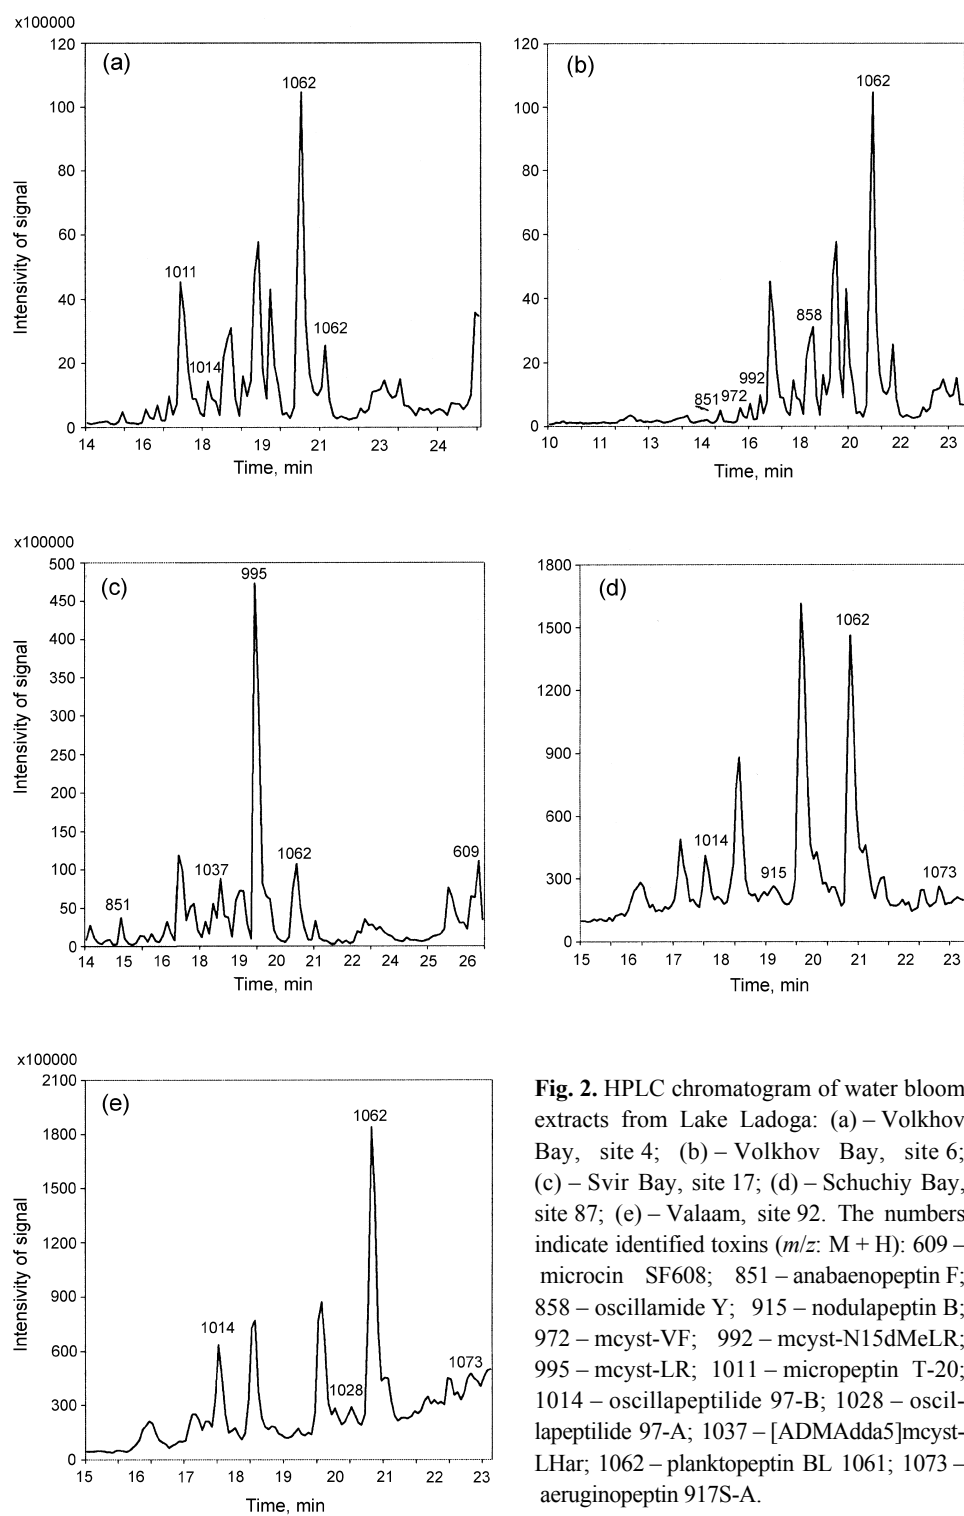 x100000
120
100
80
60
40
20
0
(a)
1011
1014
1062
1062
14 16 18 19 21 24
Time, min
Intensivity of signal
120
100
80
60
40
20
0
(b)
851
972
992
858
1062
10 11 13 14 16 18 20 22 23
Time, min
x100000
500
450
400
350
300
250
200
150
100
50
0
(c)
851
1037
995
1062
609
14 15 16 18 19 20 21 22 24 25 26
Time, min
Intensivity of signal
1800
1500
1200
900
600
300
0
(d)
1014
915
1062
1073
15 16 17 18 19 20 21 22 23
Time, min
x100000
2100
1800
1500
1200
900
600
300
0
(e)
1014
1028
1062
1073
15 16 17 18 19 20 21 22 23
Time, min
Intensivity of signal
Fig. 2. HPLC chromatogram of water bloom
extracts from Lake Ladoga: (a) – Volkhov
Bay, site 4; (b) – Volkhov Bay, site 6;
(c) – Svir Bay, site 17; (d) – Schuchiy Bay,
site 87; (e) – Valaam, site 92. The numbers
indicate identified toxins (m/z: M + H): 609 –
microcin SF608; 851 – anabaenopeptin F;
858 – oscillamide Y; 915 – nodulapeptin B;
972 – mcyst-VF; 992 – mcyst-N15dMeLR;
995 – mcyst-LR; 1011 – micropeptin T-20;
1014 – oscillapeptilide 97-B; 1028 – oscil-
lapeptilide 97-A; 1037 – [ADMAdda5]mcyst-
LHar; 1062 – planktopeptin BL 1061; 1073 –
aeruginopeptin 917S-A.